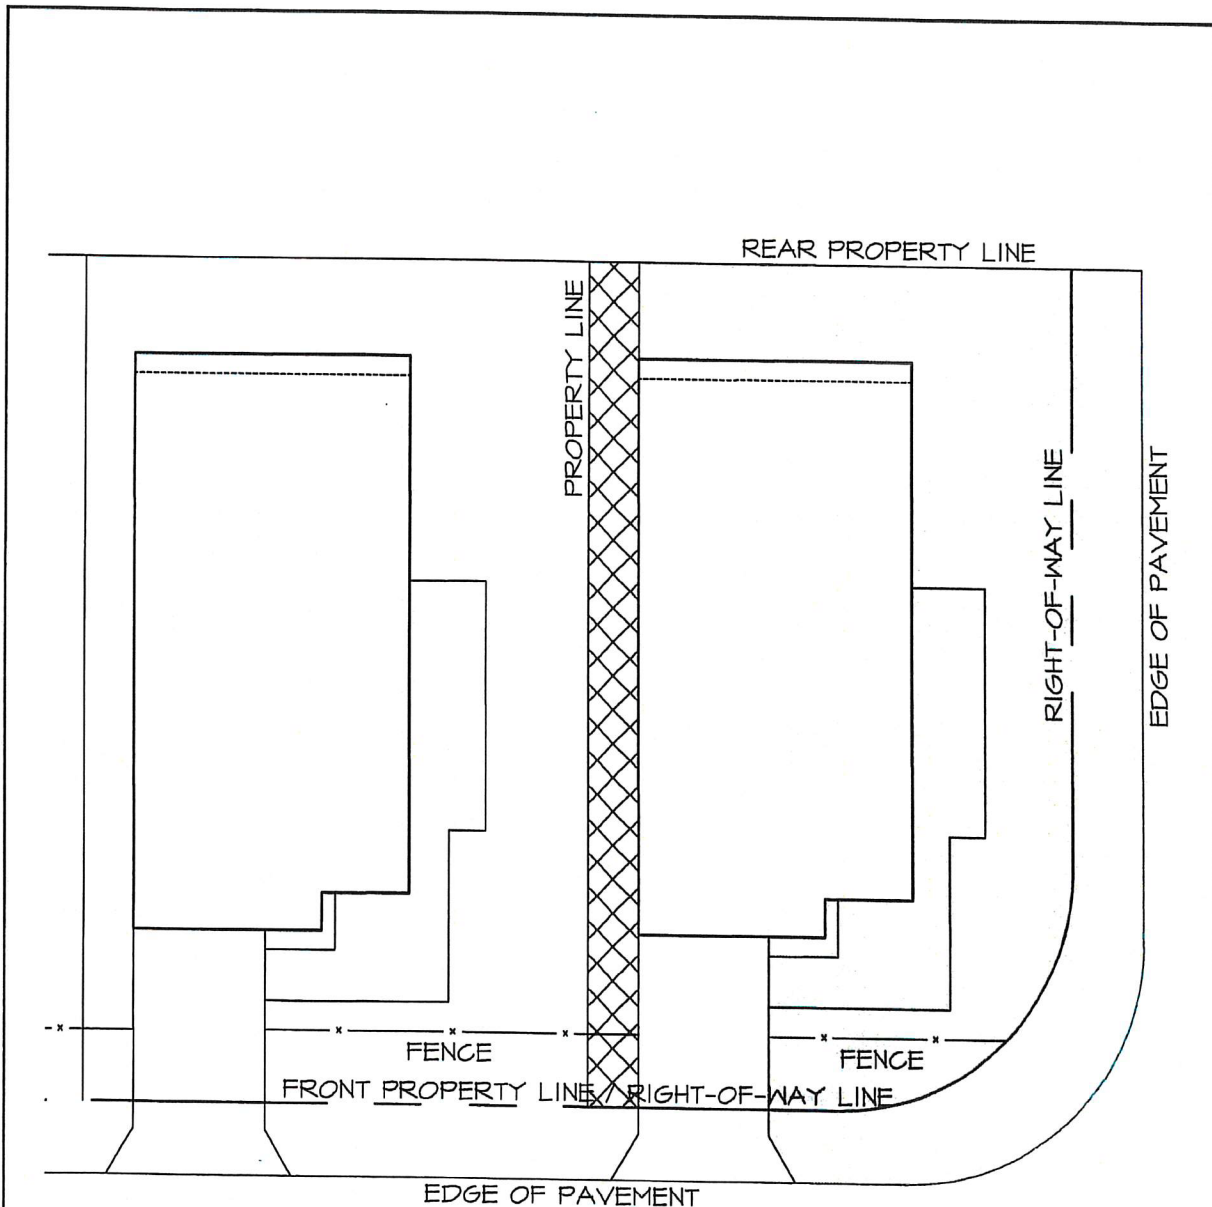 REAR PROPERTY LINE
PROPERTY LINE
RIGHT-OF-WAY LINE
EDGE OF PAVEMENT
FENCE
FENCE
FRONT PROPERTY LINE / RIGHT-OF-WAY LINE
EDGE OF PAVEMENT